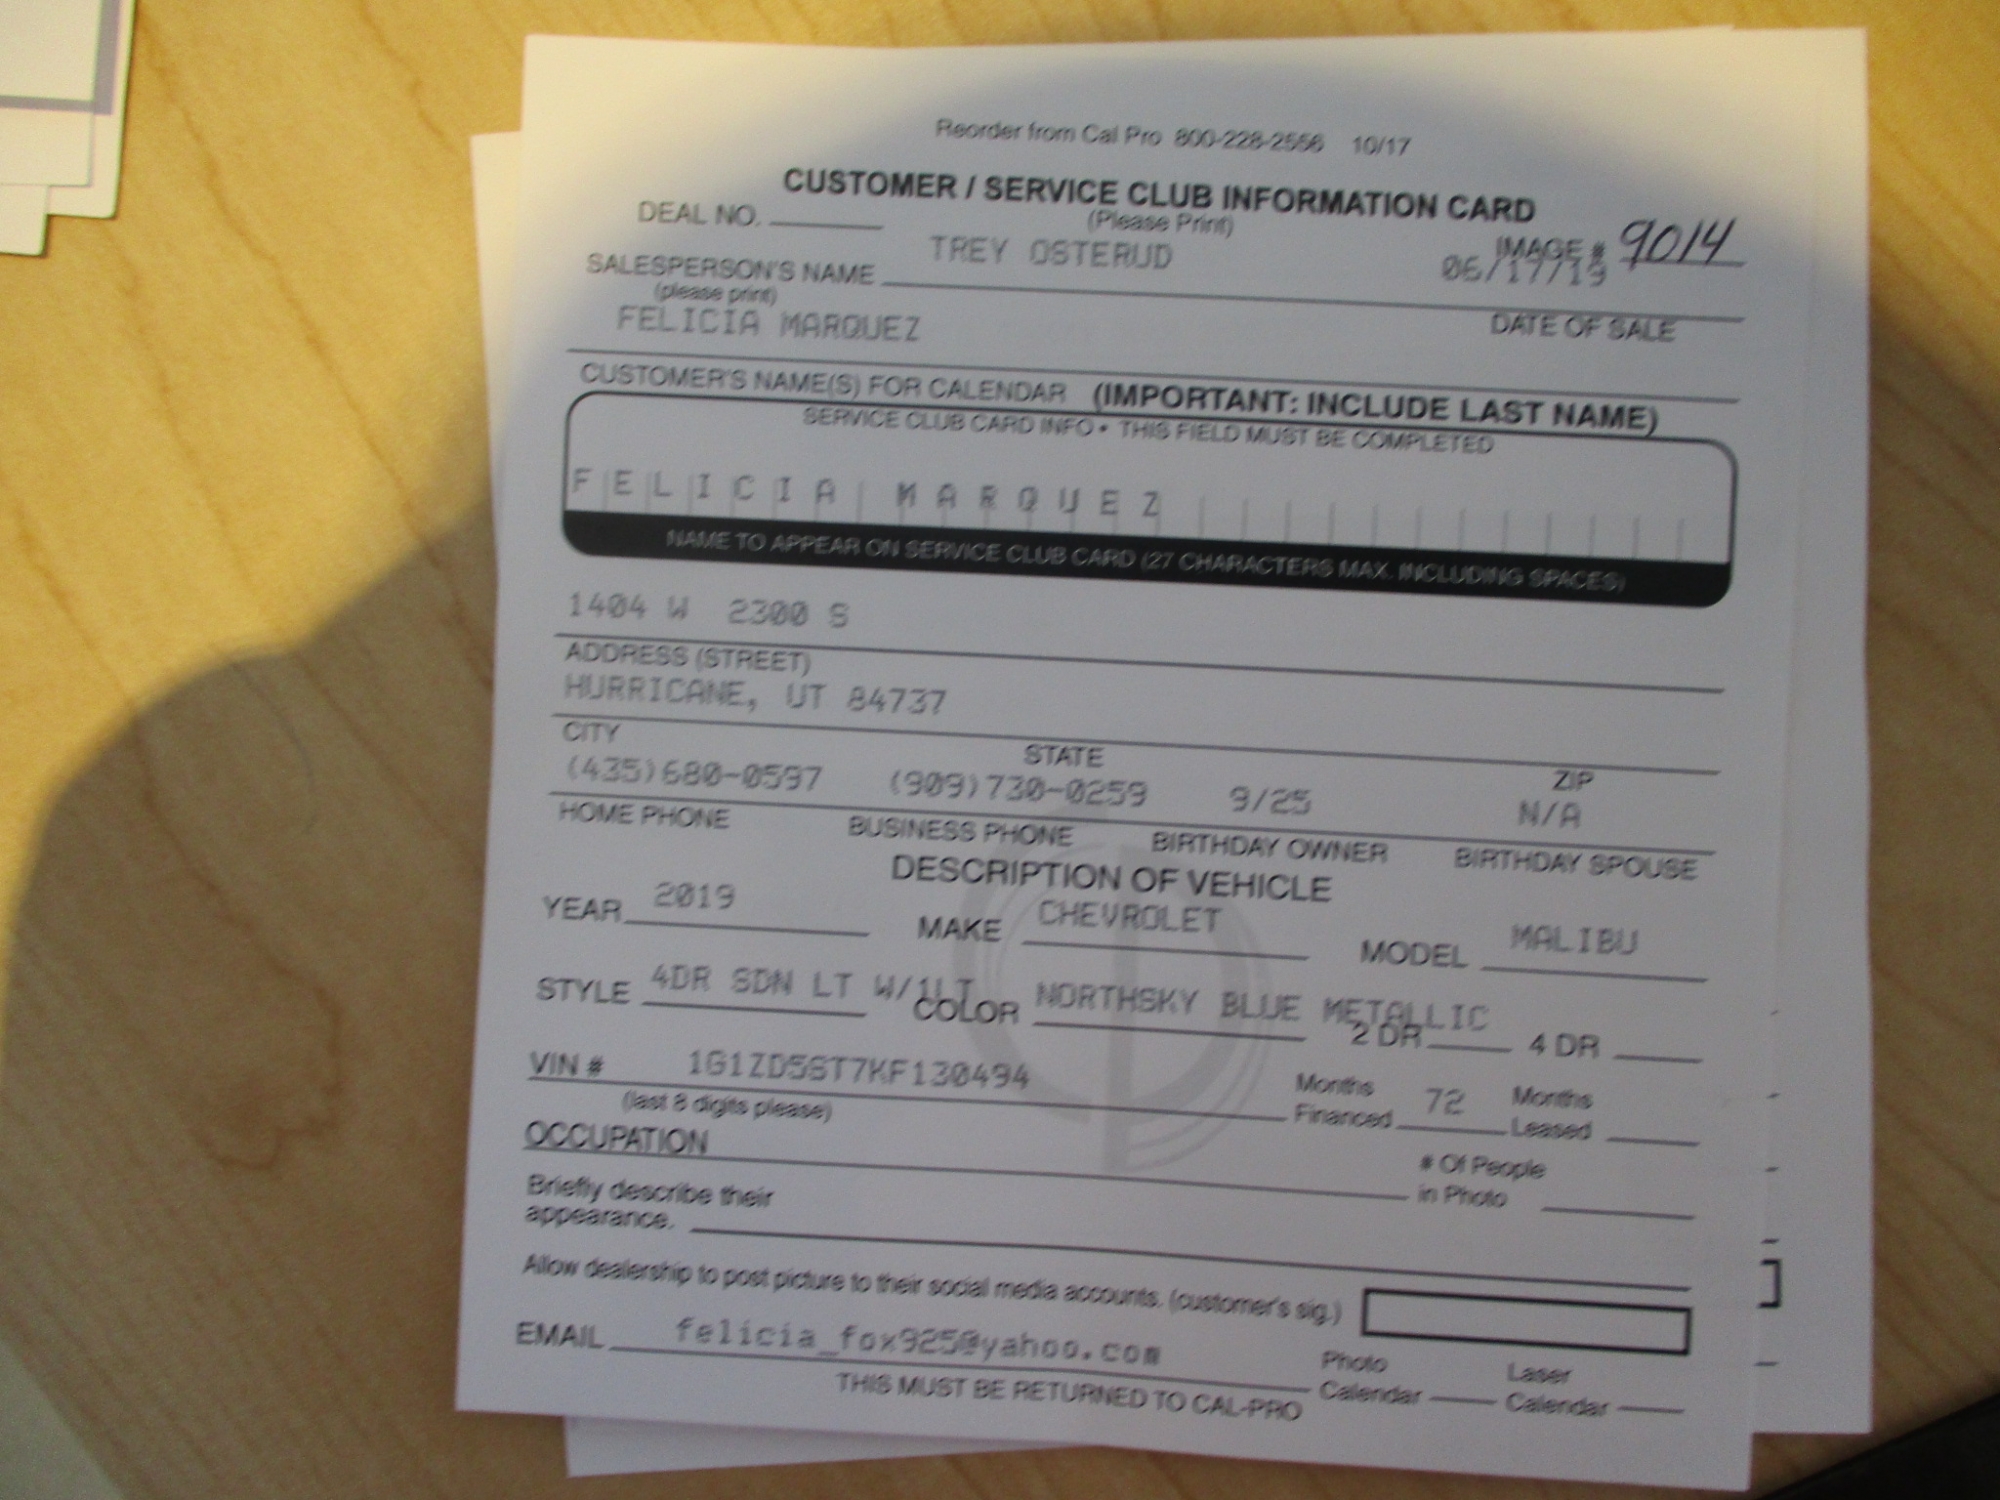 Reorder from Cal Pro 800-228-2556 10/17
CUSTOMER / SERVICE CLUB INFORMATION CARD
(Please Print)
DEAL NO.
IMAGE # 9014
SALESPERSON'S NAME TREY OSTERUD 06/17/19
(please print)
DATE OF SALE
FELICIA MARQUEZ
CUSTOMER'S NAME(S) FOR CALENDAR (IMPORTANT: INCLUDE LAST NAME)
SERVICE CLUB CARD INFO • THIS FIELD MUST BE COMPLETED
FELICIA MARQUEZ
NAME TO APPEAR ON SERVICE CLUB CARD (27 CHARACTERS MAX. INCLUDING SPACES)
1404 W 2300 S
ADDRESS (STREET)
HURRICANE, UT 84737
CITY STATE ZIP
(435)680-0597 (909)730-0259 9/25 N/A
HOME PHONE BUSINESS PHONE BIRTHDAY OWNER BIRTHDAY SPOUSE
DESCRIPTION OF VEHICLE
YEAR 2019 MAKE CHEVROLET MODEL MALIBU
STYLE 4DR SDN LT W/1LT COLOR NORTHSKY BLUE METALLIC 2 DR 4 DR
VIN # 1G1ZD5ST7KF130494
(last 8 digits please)
Months Financed 72 Months Leased
OCCUPATION
# Of People in Photo
Briefly describe their
appearance.
Allow dealership to post picture to their social media accounts. (customer's sig.)
EMAIL felicia_fox925@yahoo.com
Photo Calendar Laser Calendar
THIS MUST BE RETURNED TO CAL-PRO